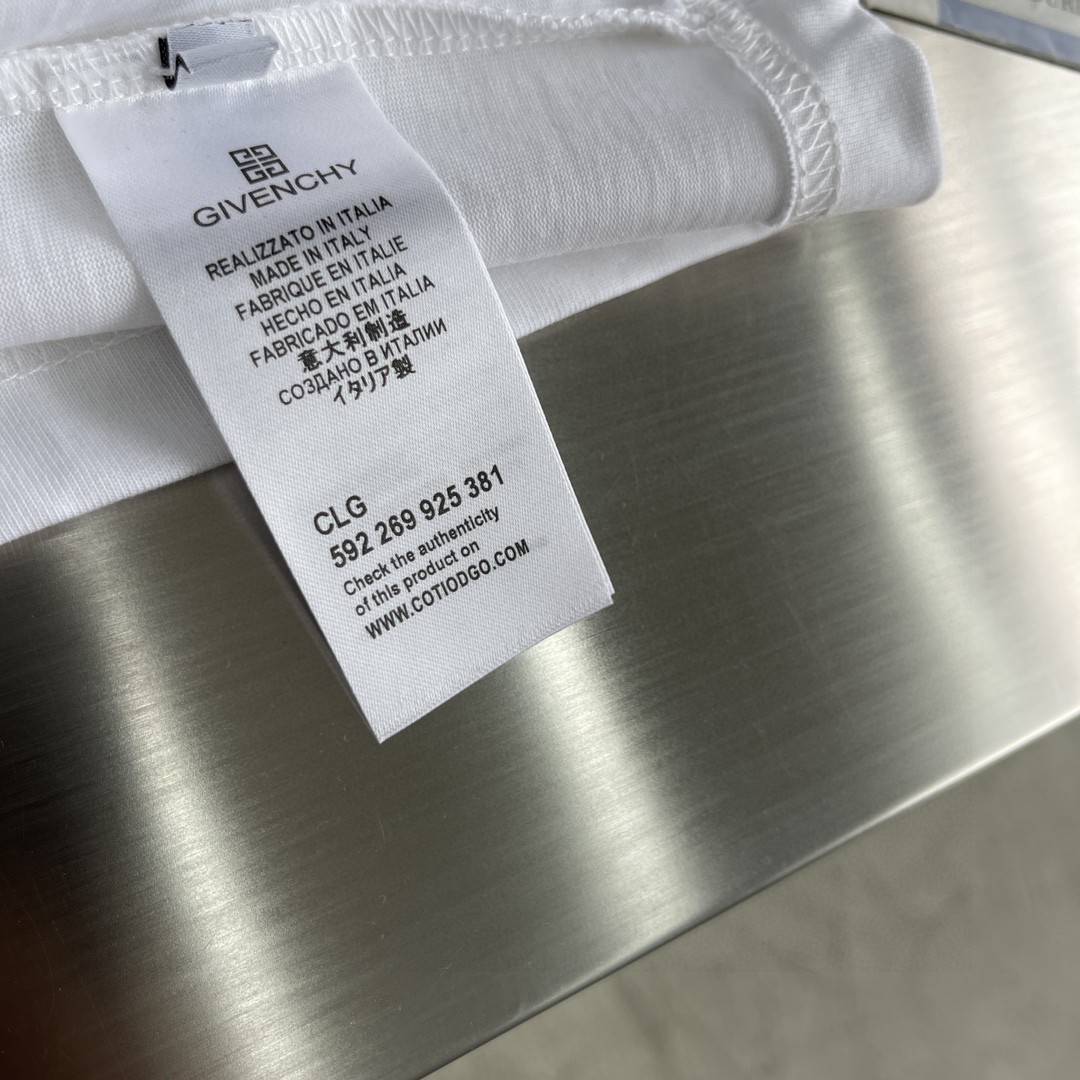 GIVENCHY
REALIZZATO IN ITALIA
MADE IN ITALY
FABRIQUE EN ITALIE
HECHO EN ITALIA
FABRICADO EM ITALIA
意大利制造
СОЗДАНО В ИТАЛИИ
イタリア製
CLG
592 269 925 381
Check the authenticity
of this product on
WWW.COTIODGO.COM